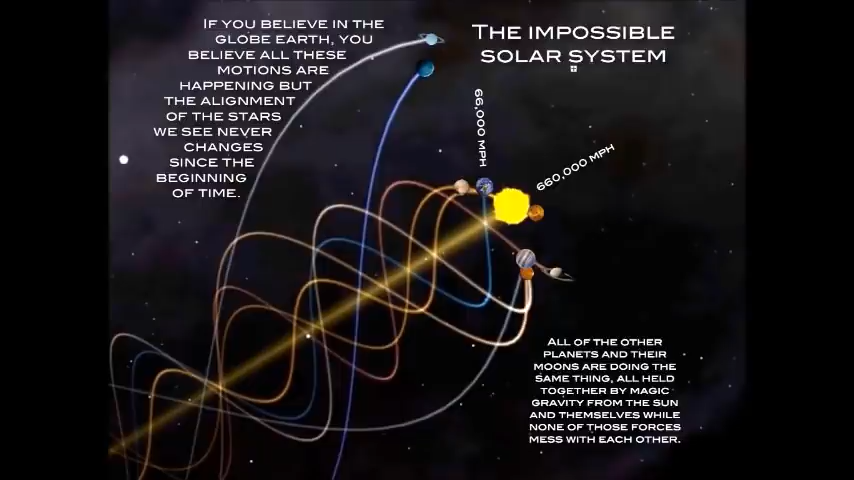 IF YOU BELIEVE IN THE
GLOBE EARTH, YOU
BELIEVE ALL THESE
MOTIONS ARE
HAPPENING BUT
THE ALIGNMENT
OF THE STARS
WE SEE NEVER
CHANGES
SINCE THE
BEGINNING
OF TIME.
THE IMPOSSIBLE
SOLAR SYSTEM
66,000 MPH
660,000 MPH
ALL OF THE OTHER
PLANETS AND THEIR
MOONS ARE DOING THE
SAME THING, ALL HELD
TOGETHER BY MAGIC
GRAVITY FROM THE SUN
AND THEMSELVES WHILE
NONE OF THOSE FORCES
MESS WITH EACH OTHER.